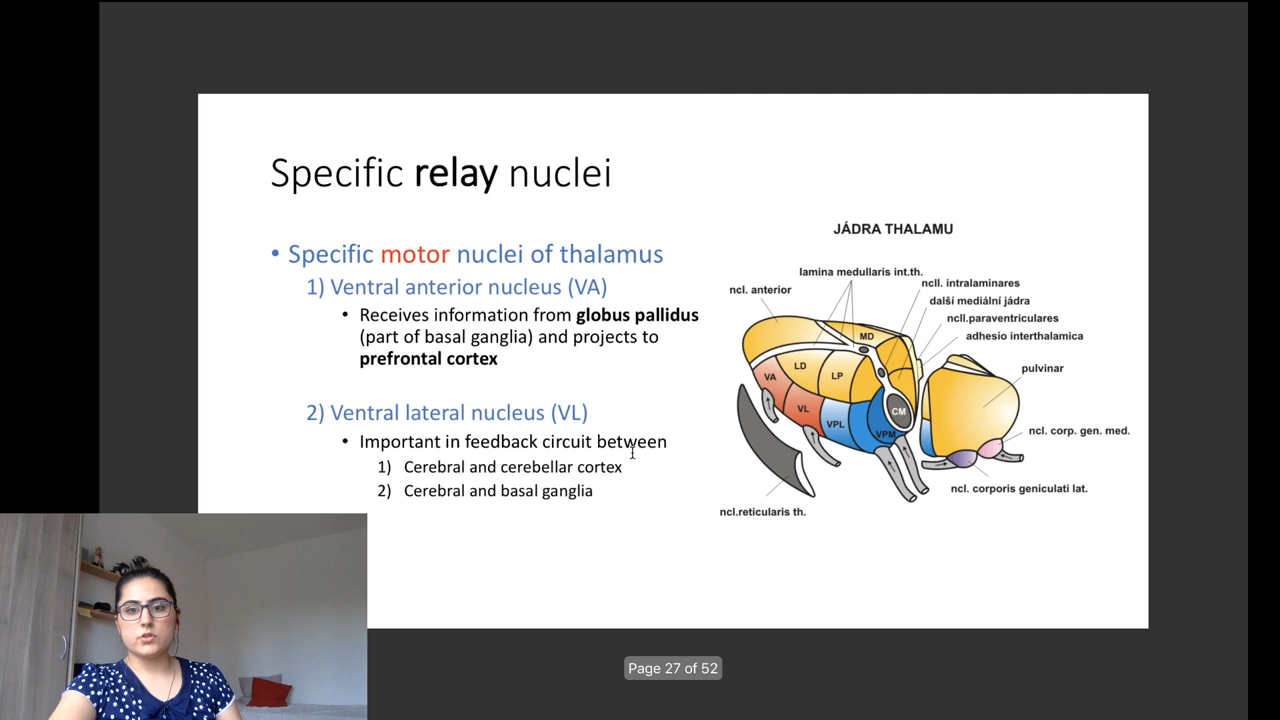 Specific relay nuclei
• Specific motor nuclei of thalamus
1) Ventral anterior nucleus (VA)
• Receives information from globus pallidus
(part of basal ganglia) and projects to
prefrontal cortex
2) Ventral lateral nucleus (VL)
• Important in feedback circuit between
1) Cerebral and cerebellar cortex
2) Cerebral and basal ganglia
JÁDRA THALAMU
lamina medullaris int.th.
ncl. anterior
ncll. intralaminares
další mediální jádra
ncll.paraventriculares
adhesio interthalamica
pulvinar
MD
LD
LP
VA
VL
VPL
VPM
CM
ncl. corp. gen. med.
ncl. corporis geniculati lat.
ncl.reticularis th.
Page 27 of 52